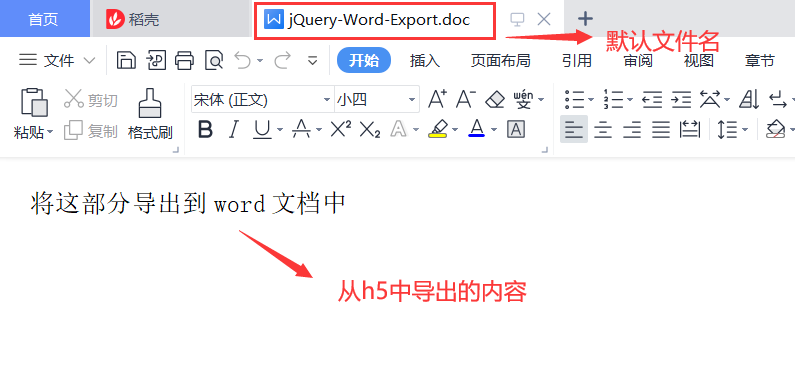 首页 稻壳 jQuery-Word-Export.doc
默认文件名
文件 开始 插入 页面布局 引用 审阅 视图 章节
剪切 宋体 (正文) 小四 A+ A- wén
粘贴 复制 格式刷 B I U A X² X₂ A A A
将这部分导出到 word 文档中
从h5中导出的内容